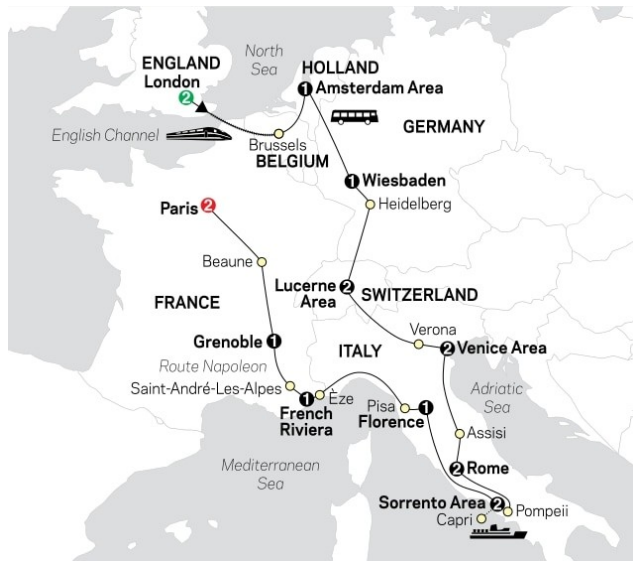 North
Sea
ENGLAND
London
2
HOLLAND
1 Amsterdam Area
English Channel
Brussels
BELGIUM
GERMANY
1 Wiesbaden
Heidelberg
Paris 2
Beaune
Lucerne
Area
2
SWITZERLAND
FRANCE
Verona
2 Venice Area
Grenoble 1
ITALY
Route Napoleon
Saint-André-Les-Alpes
1
Èze
French
Riviera
Pisa
1
Florence
Adriatic
Sea
Assisi
Mediterranean
Sea
2 Rome
Sorrento Area 2
Capri
Pompeii